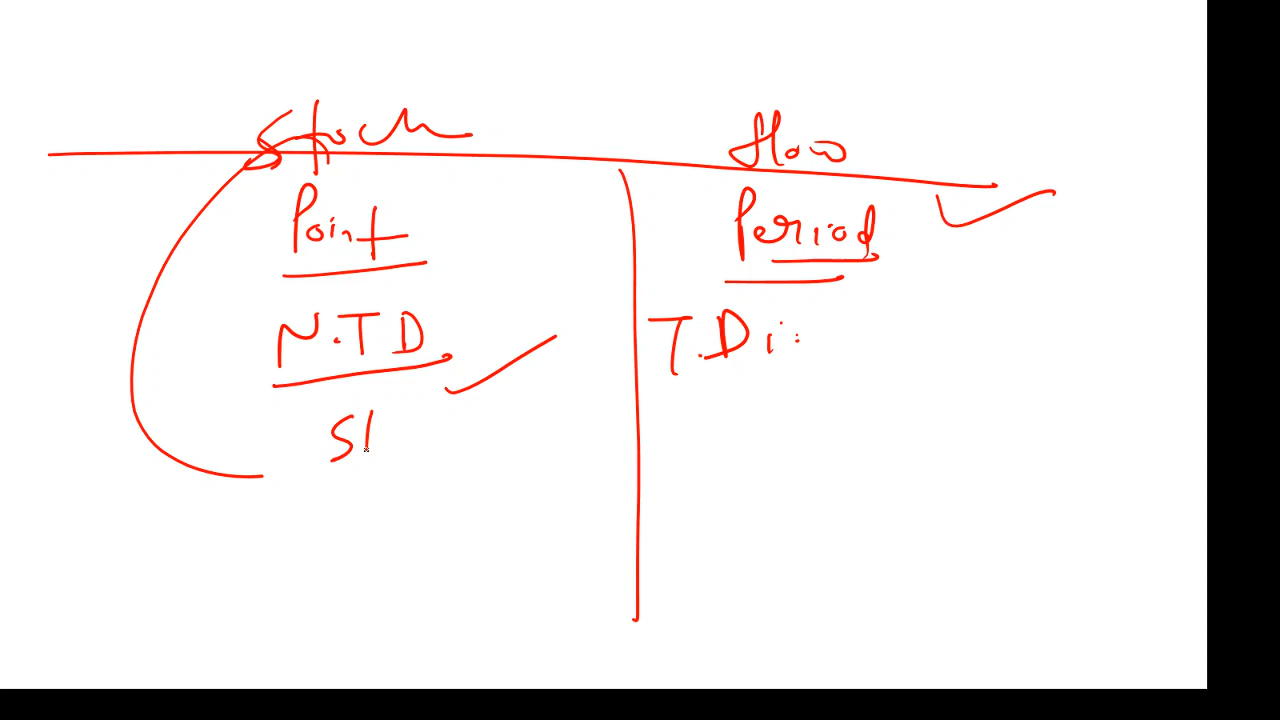 Stock
flow
Point
Period
N.T D.
T.D i:
S